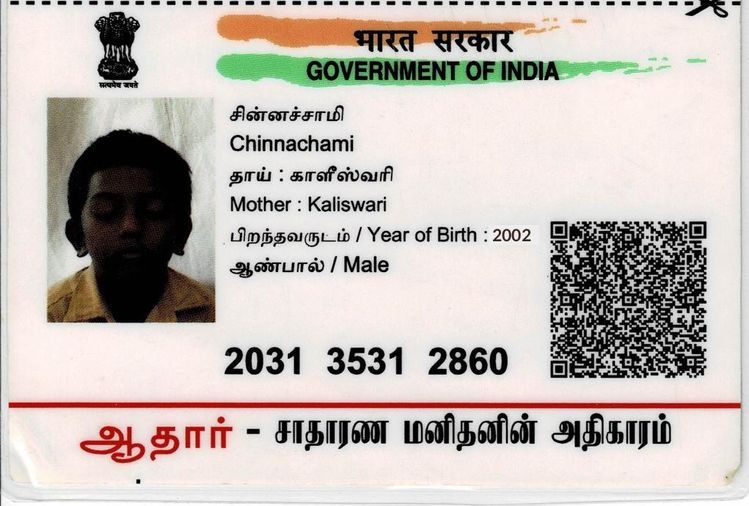 भारत सरकार
GOVERNMENT OF INDIA
सत्यमेव जयते
சின்னச்சாமி
Chinnachami
தாய் : காளீஸ்வரி
Mother : Kaliswari
பிறந்தவருடம் / Year of Birth : 2002
ஆண்பால் / Male
2031 3531 2860
ஆதார் - சாதாரண மனிதனின் அதிகாரம்